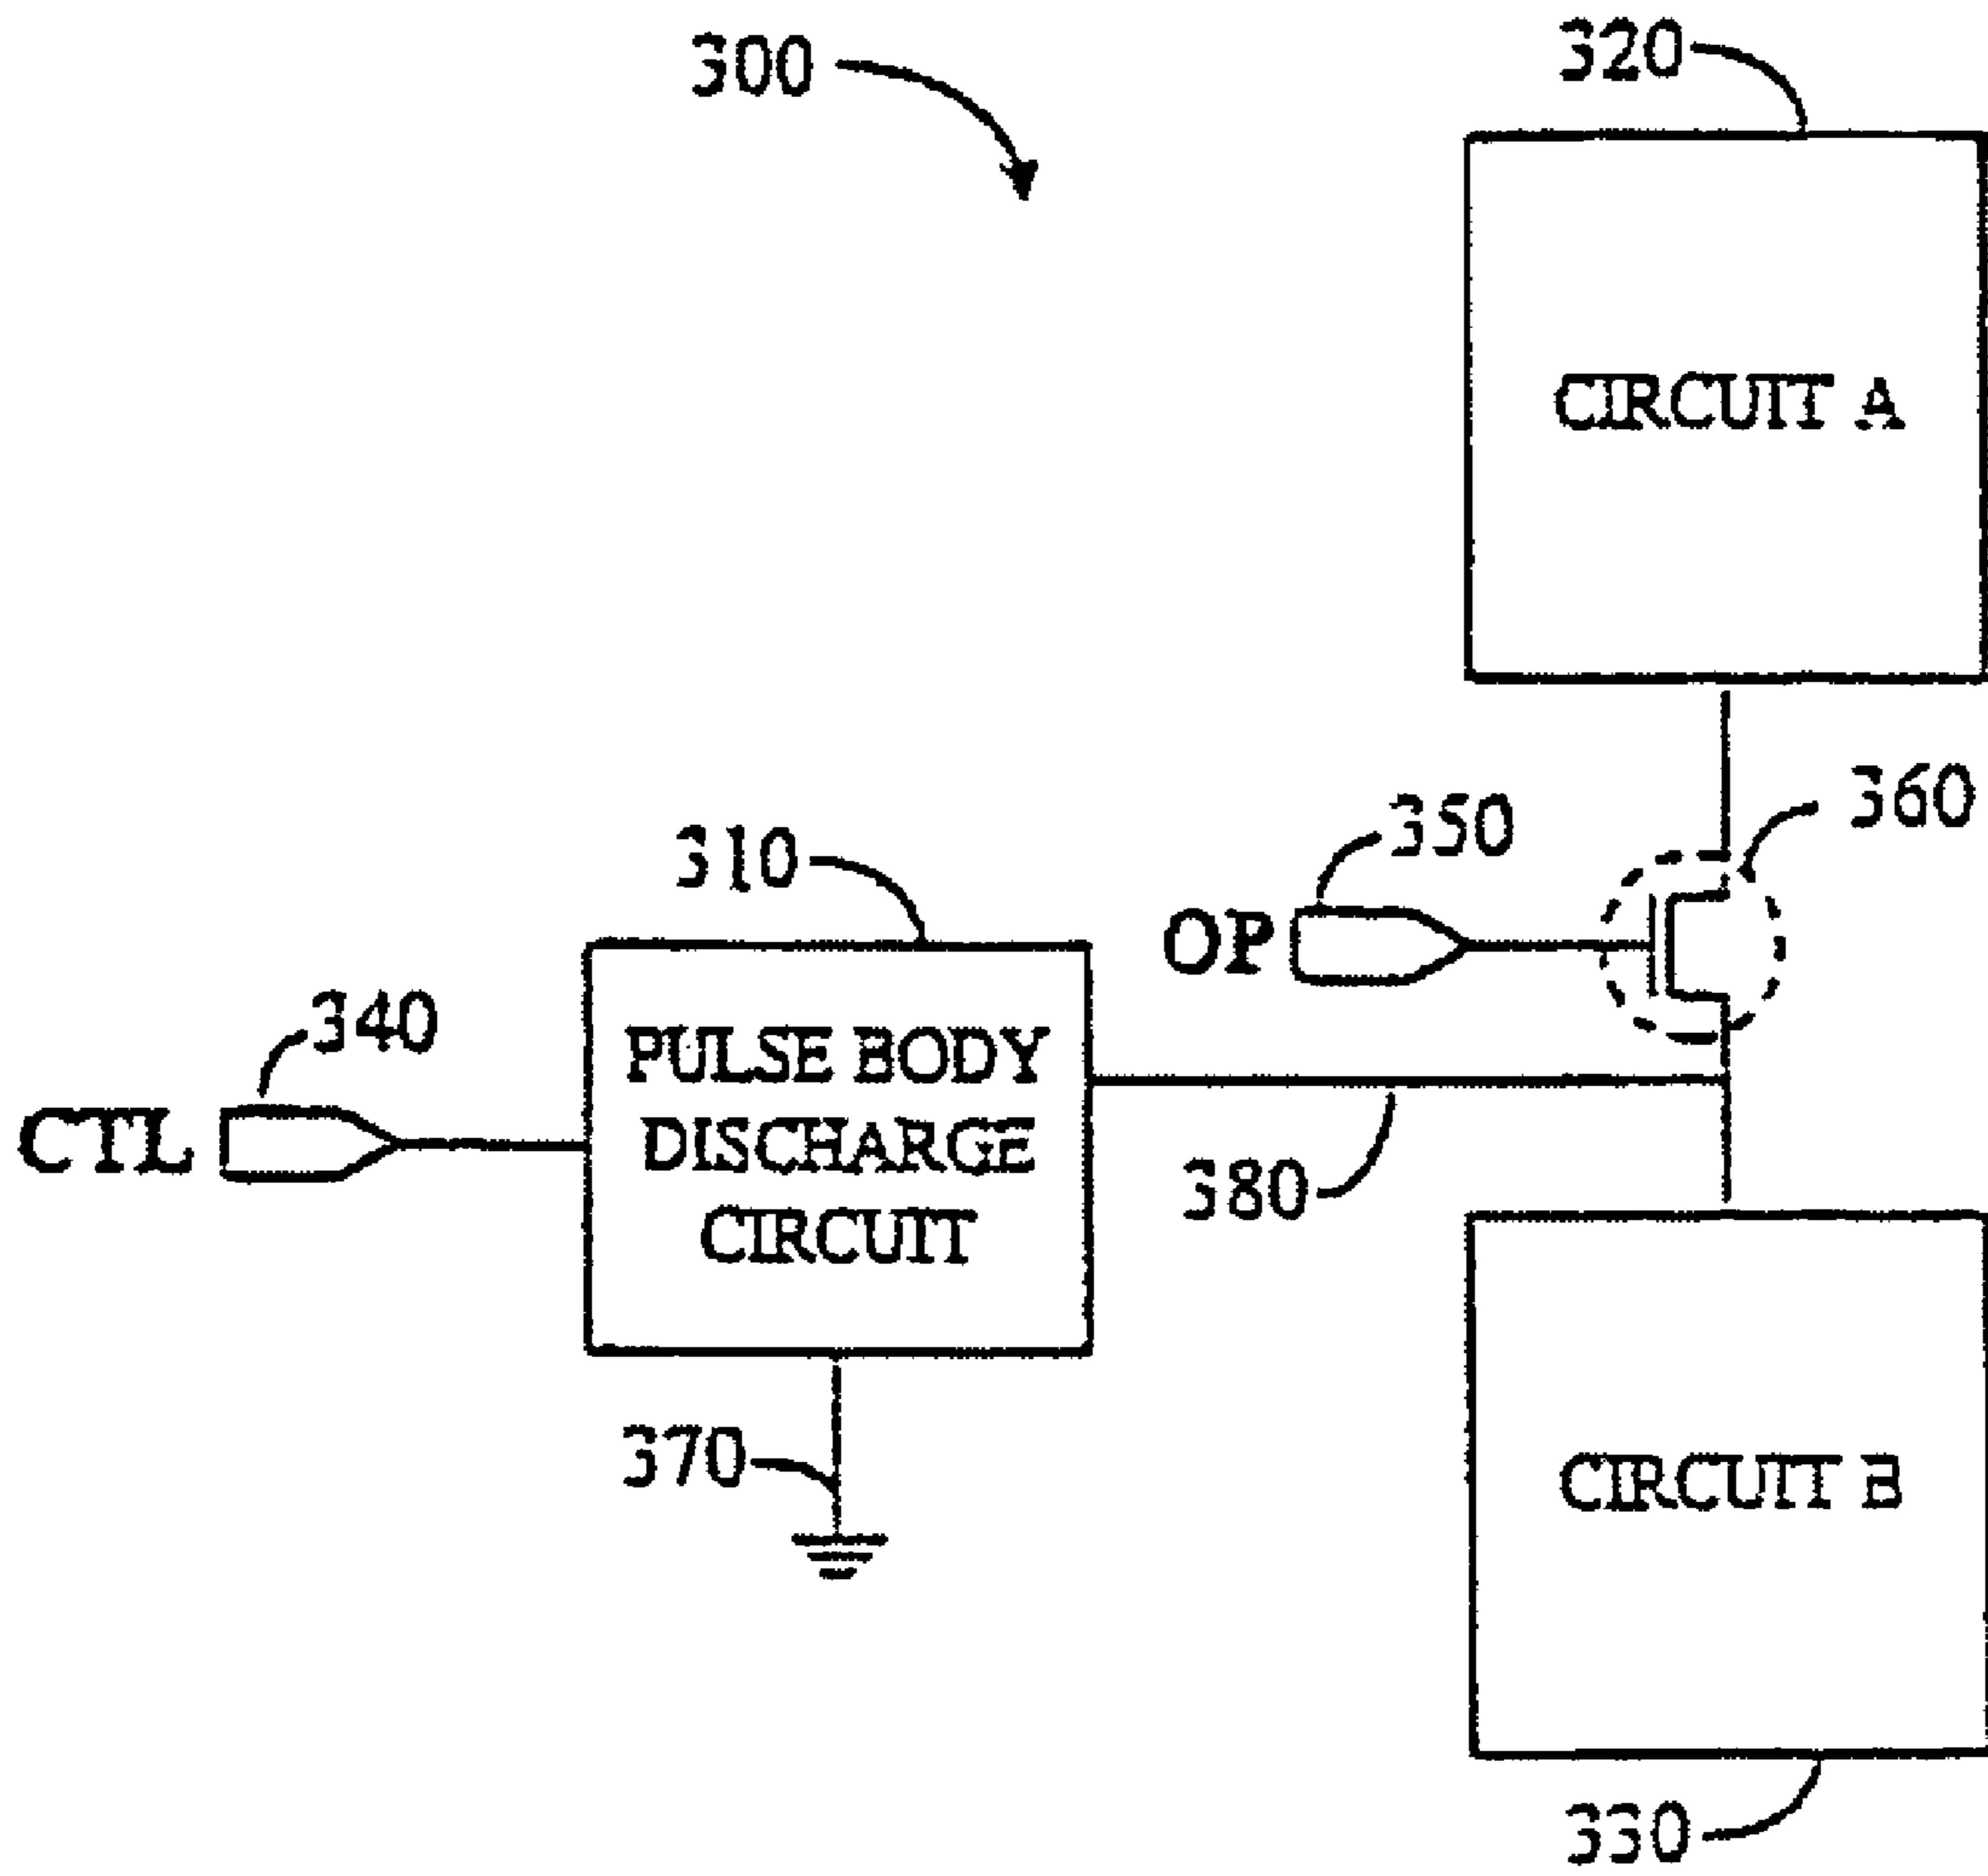 300
320
CIRCUIT A
360
350
310
OP
340
PULSE BODY
DISCHARGE
CIRCUIT
CTL
380
370
CIRCUIT B
330